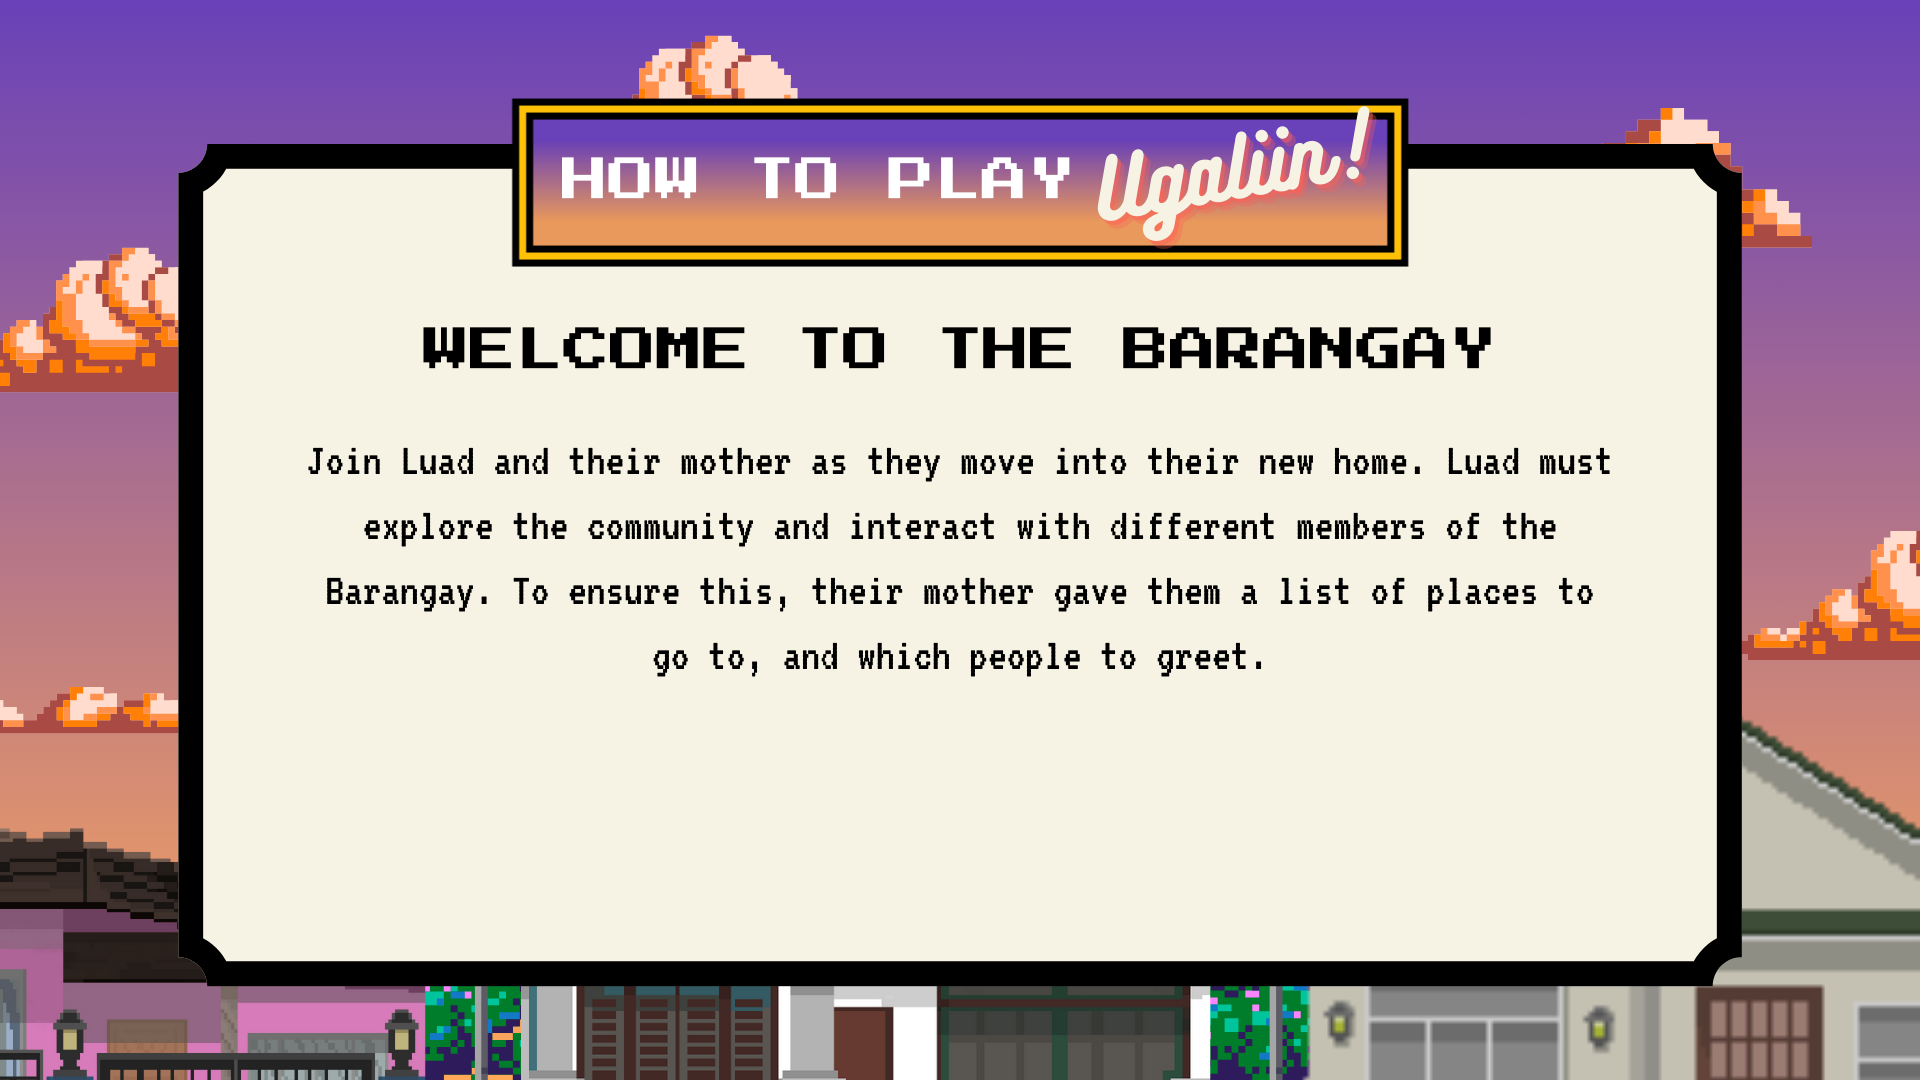 HOW TO PLAY Ugaliin!
WELCOME TO THE BARANGAY
Join Luad and their mother as they move into their new home. Luad must
explore the community and interact with different members of the
Barangay. To ensure this, their mother gave them a list of places to
go to, and which people to greet.